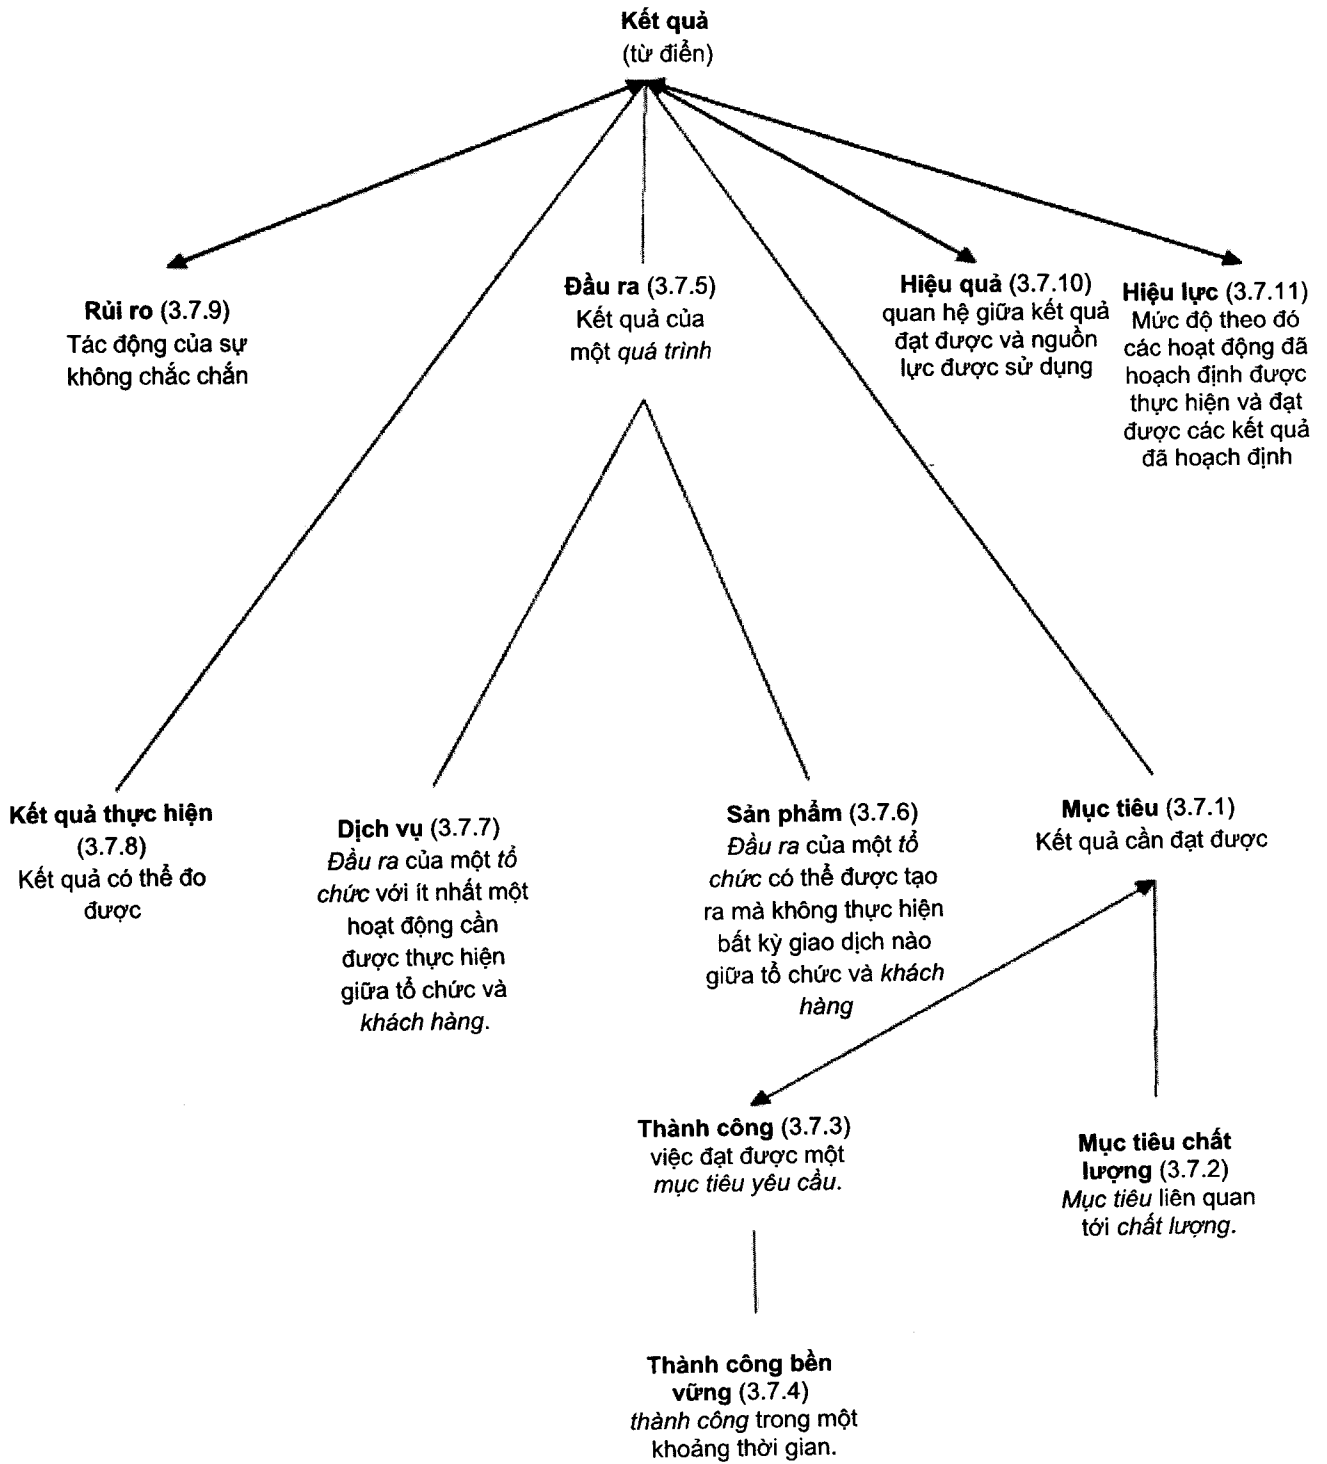 Kết quả
(từ điển)
Rủi ro (3.7.9)
Tác động của sự
không chắc chắn
Đầu ra (3.7.5)
Kết quả của
một quá trình
Hiệu quả (3.7.10)
quan hệ giữa kết quả
đạt được và nguồn
lực được sử dụng
Hiệu lực (3.7.11)
Mức độ theo đó
các hoạt động đã
hoạch định được
thực hiện và đạt
được các kết quả
đã hoạch định
Kết quả thực hiện
(3.7.8)
Kết quả có thể đo
được
Dịch vụ (3.7.7)
Đầu ra của một tổ
chức với ít nhất một
hoạt động cần
được thực hiện
giữa tổ chức và
khách hàng.
Sản phẩm (3.7.6)
Đầu ra của một tổ
chức có thể được tạo
ra mà không thực hiện
bất kỳ giao dịch nào
giữa tổ chức và khách
hàng
Mục tiêu (3.7.1)
Kết quả cần đạt được
Thành công (3.7.3)
việc đạt được một
mục tiêu yêu cầu.
Mục tiêu chất
lượng (3.7.2)
Mục tiêu liên quan
tới chất lượng.
Thành công bền
vững (3.7.4)
thành công trong một
khoảng thời gian.